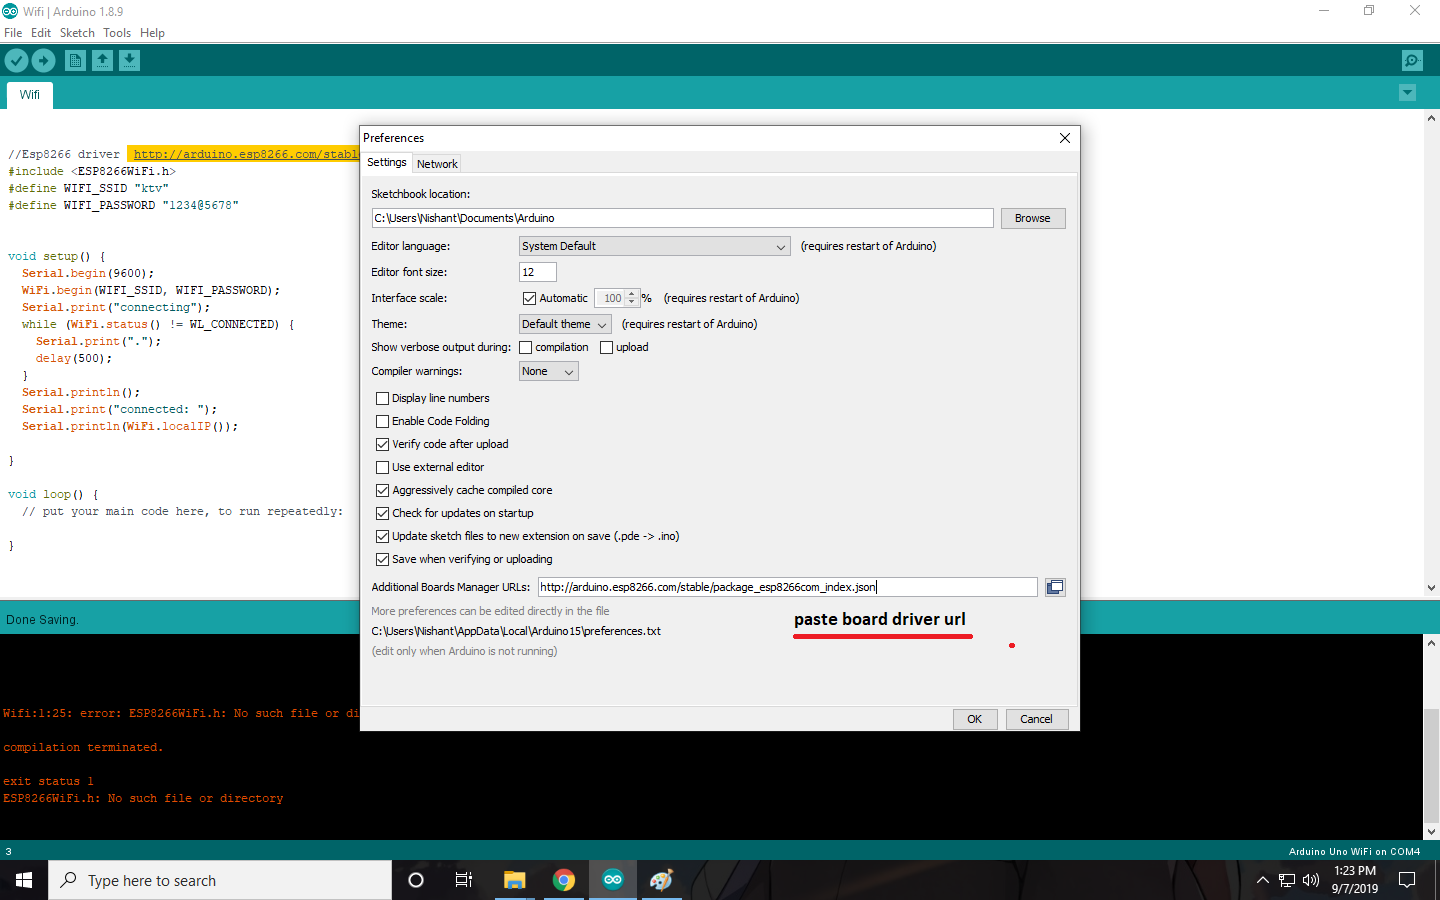 Wifi | Arduino 1.8.9
File Edit Sketch Tools Help
Wifi
//Esp8266 driver http://arduino.esp8266.com/stabl
#include <ESP8266WiFi.h>
#define WIFI_SSID "ktv"
#define WIFI_PASSWORD "1234@5678"
void setup() {
Serial.begin(9600);
WiFi.begin(WIFI_SSID, WIFI_PASSWORD);
Serial.print("connecting");
while (WiFi.status() != WL_CONNECTED) {
Serial.print(".");
delay(500);
}
Serial.println();
Serial.print("connected: ");
Serial.println(WiFi.localIP());
}
void loop() {
// put your main code here, to run repeatedly:
}
Preferences
Settings Network
Sketchbook location:
C:\Users\Nishant\Documents\Arduino Browse
Editor language: System Default (requires restart of Arduino)
Editor font size: 12
Interface scale: Automatic 100 % (requires restart of Arduino)
Theme: Default theme (requires restart of Arduino)
Show verbose output during: compilation upload
Compiler warnings: None
Display line numbers
Enable Code Folding
Verify code after upload
Use external editor
Aggressively cache compiled core
Check for updates on startup
Update sketch files to new extension on save (.pde -> .ino)
Save when verifying or uploading
Additional Boards Manager URLs: http://arduino.esp8266.com/stable/package_esp8266com_index.json
More preferences can be edited directly in the file
C:\Users\Nishant\AppData\Local\Arduino15\preferences.txt
(edit only when Arduino is not running)
paste board driver url
OK Cancel
Done Saving.
Wifi:1:25: error: ESP8266WiFi.h: No such file or di
compilation terminated.
exit status 1
ESP8266WiFi.h: No such file or directory
3 Arduino Uno WiFi on COM4
Type here to search
1:23 PM
9/7/2019